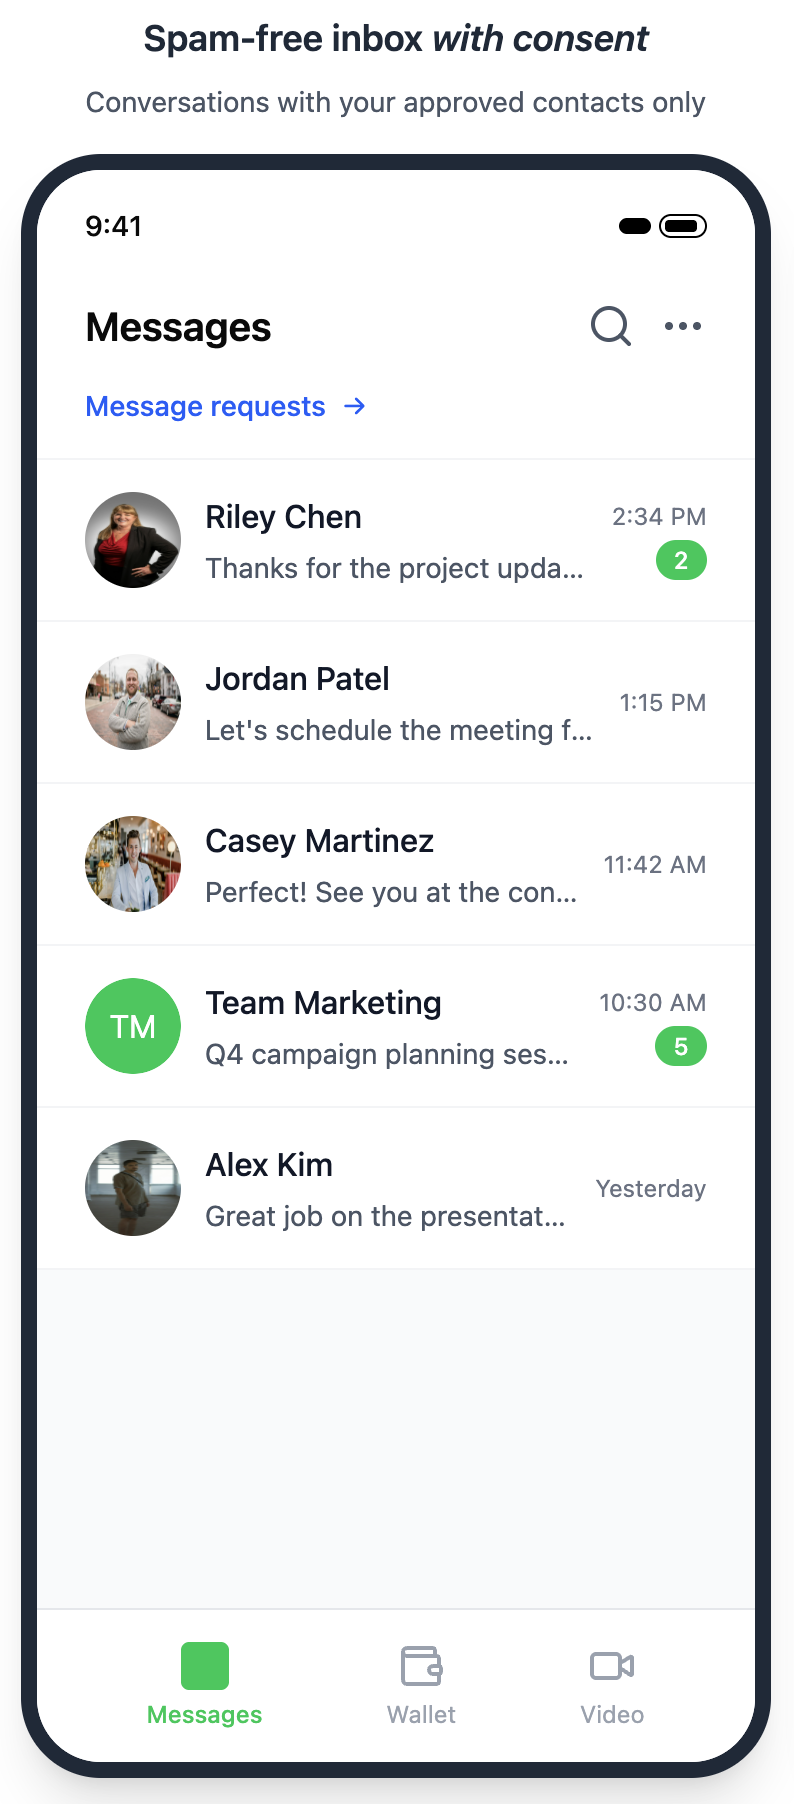 Spam-free inbox with consent
Conversations with your approved contacts only
9:41
Messages
Message requests →
Riley Chen
2:34 PM
Thanks for the project upda...
2
Jordan Patel
Let's schedule the meeting f...
1:15 PM
Casey Martinez
Perfect! See you at the con...
11:42 AM
TM
Team Marketing
10:30 AM
Q4 campaign planning ses...
5
Alex Kim
Great job on the presentat...
Yesterday
Messages
Wallet
Video